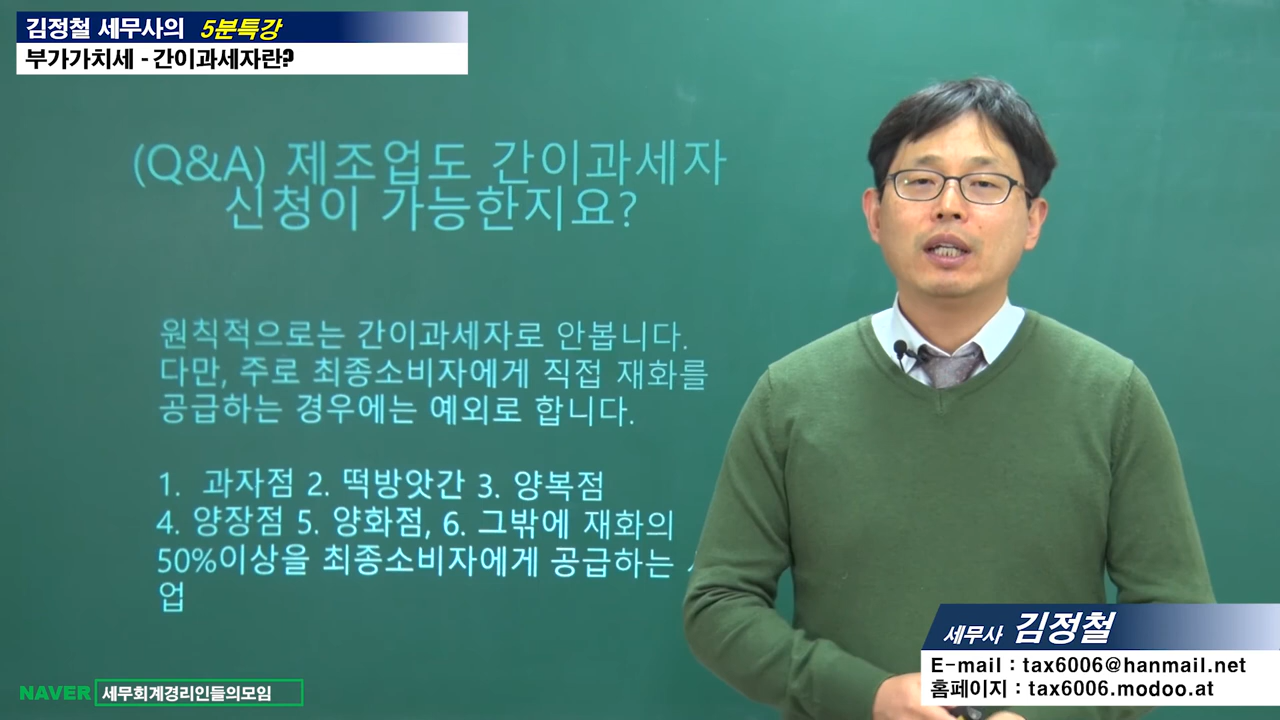 김정철 세무사의 5분특강
부가가치세 - 간이과세자란?
(Q&A) 제조업도 간이과세자
신청이 가능한지요?
원칙적으로는 간이과세자로 안봅니다.
다만, 주로 최종소비자에게 직접 재화를
공급하는 경우에는 예외로 합니다.
1. 과자점 2. 떡방앗간 3. 양복점
4. 양장점 5. 양화점, 6. 그밖에 재화의
50%이상을 최종소비자에게 공급하는
업
세무사 김정철
E-mail : tax6006@hanmail.net
홈페이지 : tax6006.modoo.at
NAVER 세무회계경리인들의모임